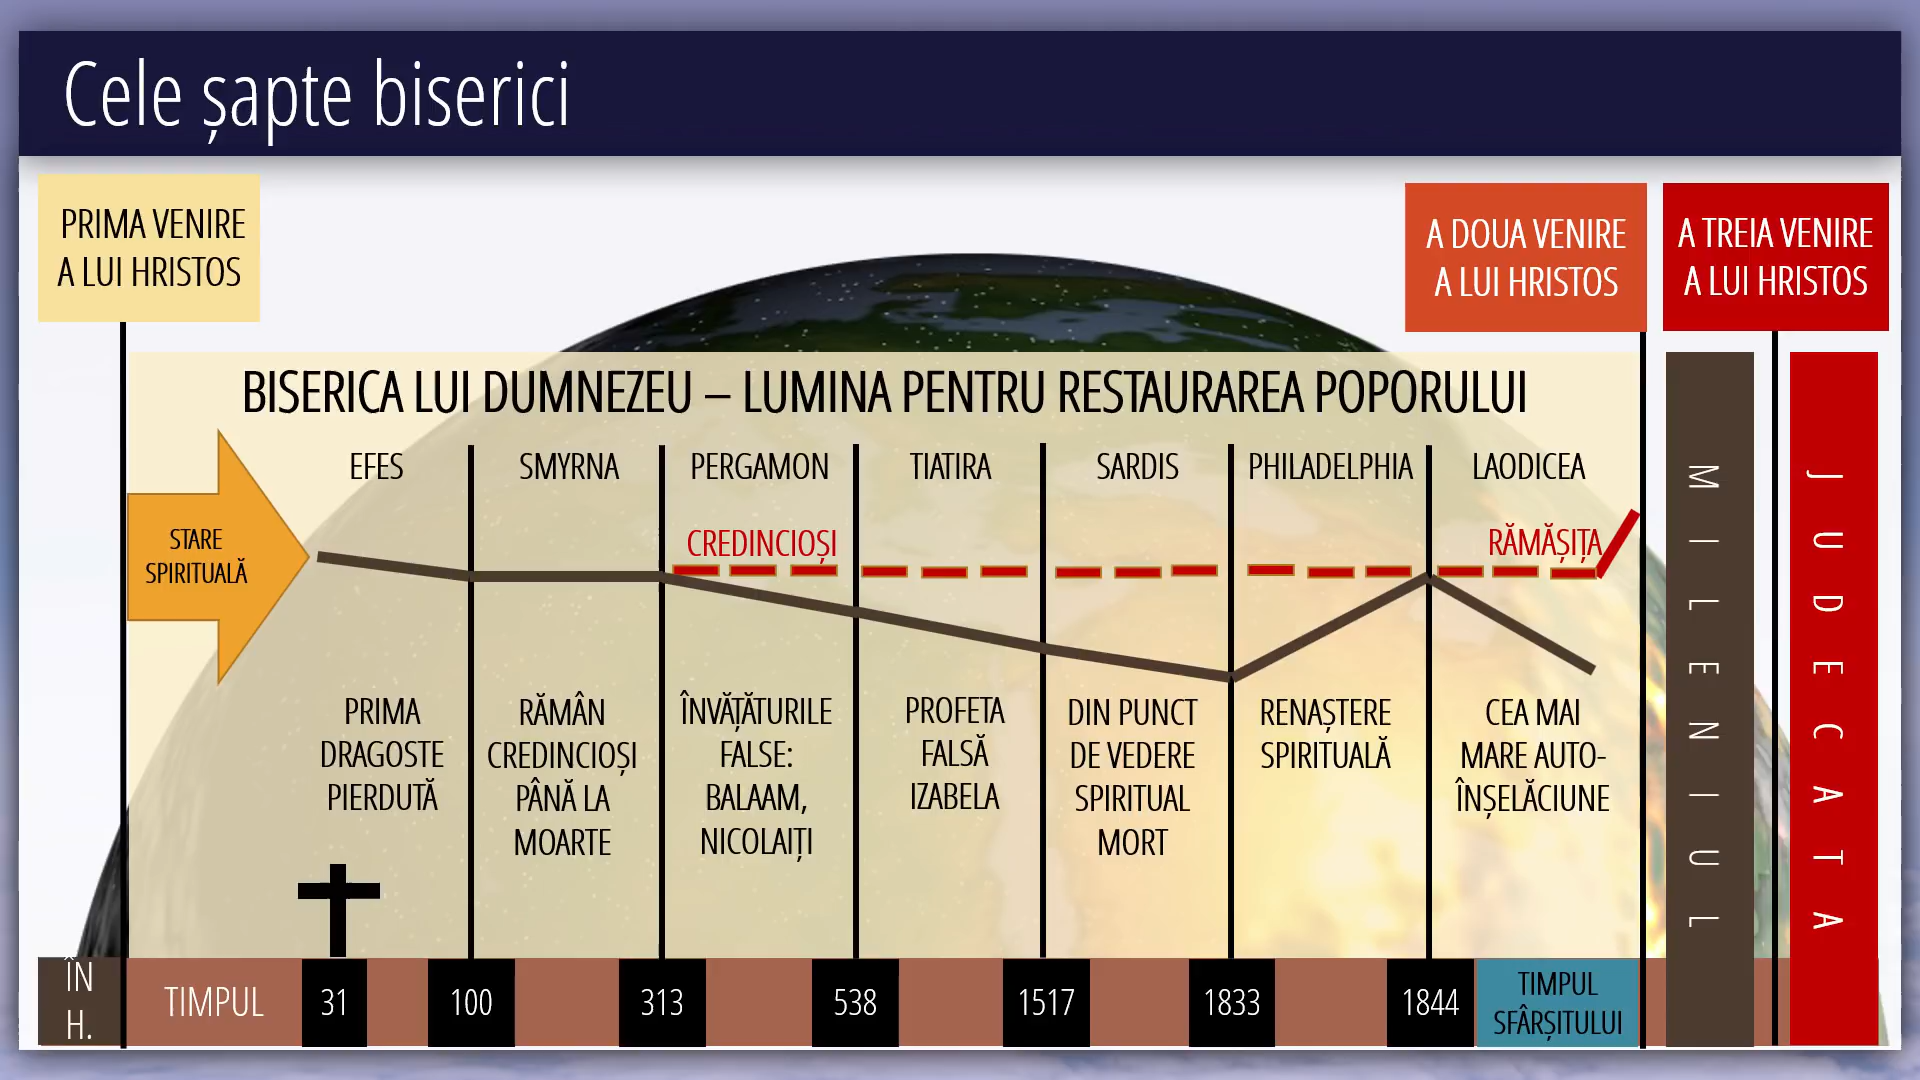 Cele șapte biserici
PRIMA VENIRE
A LUI HRISTOS
A DOUA VENIRE
A LUI HRISTOS
A TREIA VENIRE
A LUI HRISTOS
BISERICA LUI DUMNEZEU – LUMINA PENTRU RESTAURAREA POPORULUI
EFES
SMYRNA
PERGAMON
TIATIRA
SARDIS
PHILADELPHIA
LAODICEA
STARE
SPIRITUALĂ
CREDINCIOȘI
RĂMĂȘIȚA
PRIMA
DRAGOSTE
PIERDUTĂ
RĂMÂN
CREDINCIOȘI
PÂNĂ LA
MOARTE
ÎNVĂȚĂTURILE
FALSE:
BALAAM,
NICOLAIȚI
PROFETA
FALSĂ
IZABELA
DIN PUNCT
DE VEDERE
SPIRITUAL
MORT
RENAȘTERE
SPIRITUALĂ
CEA MAI
MARE AUTO-
ÎNȘELĂCIUNE
MILENIUL
JUDECATA
ÎN
H.
TIMPUL
31
100
313
538
1517
1833
1844
TIMPUL
SFÂRȘITULUI